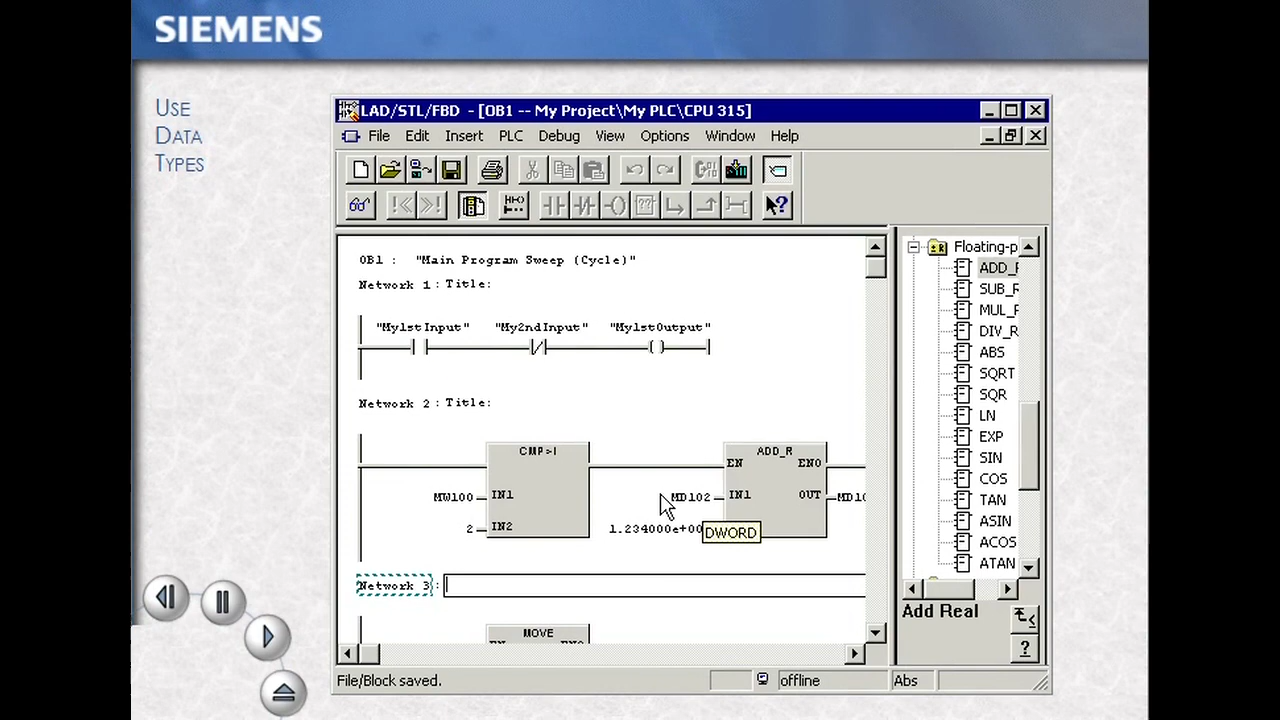 SIEMENS
USE
DATA
TYPES
LAD/STL/FBD - [OB1 -- My Project\My PLC\CPU 315]
File Edit Insert PLC Debug View Options Window Help
OB1 : "Main Program Sweep (Cycle)"
Network 1 : Title:
"My1stInput" "My2ndInput" "My1stOutput"
Network 2 : Title:
CMP>I ADD_R
EN ENO
MW100 IN1 MD102 IN1 OUT MD10
2 IN2 1.234000e+00
DWORD
Network 3 :
MOVE
EN ENO
Floating-p
ADD_R
SUB_R
MUL_R
DIV_R
ABS
SQRT
SQR
LN
EXP
SIN
COS
TAN
ASIN
ACOS
ATAN
Add Real
File/Block saved. offline Abs